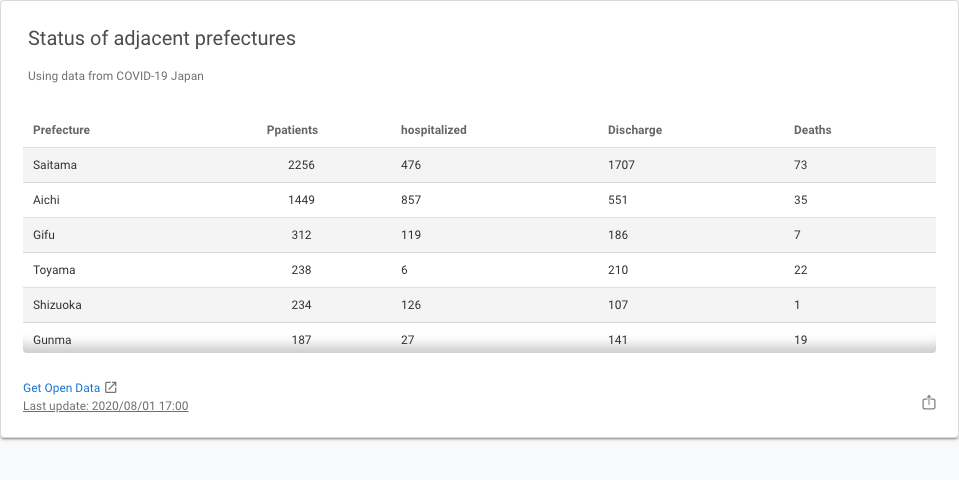 Status of adjacent prefectures
Using data from COVID-19 Japan
Prefecture Ppatients hospitalized Discharge Deaths
Saitama 2256 476 1707 73
Aichi 1449 857 551 35
Gifu 312 119 186 7
Toyama 238 6 210 22
Shizuoka 234 126 107 1
Gunma 187 27 141 19
Get Open Data
Last update: 2020/08/01 17:00